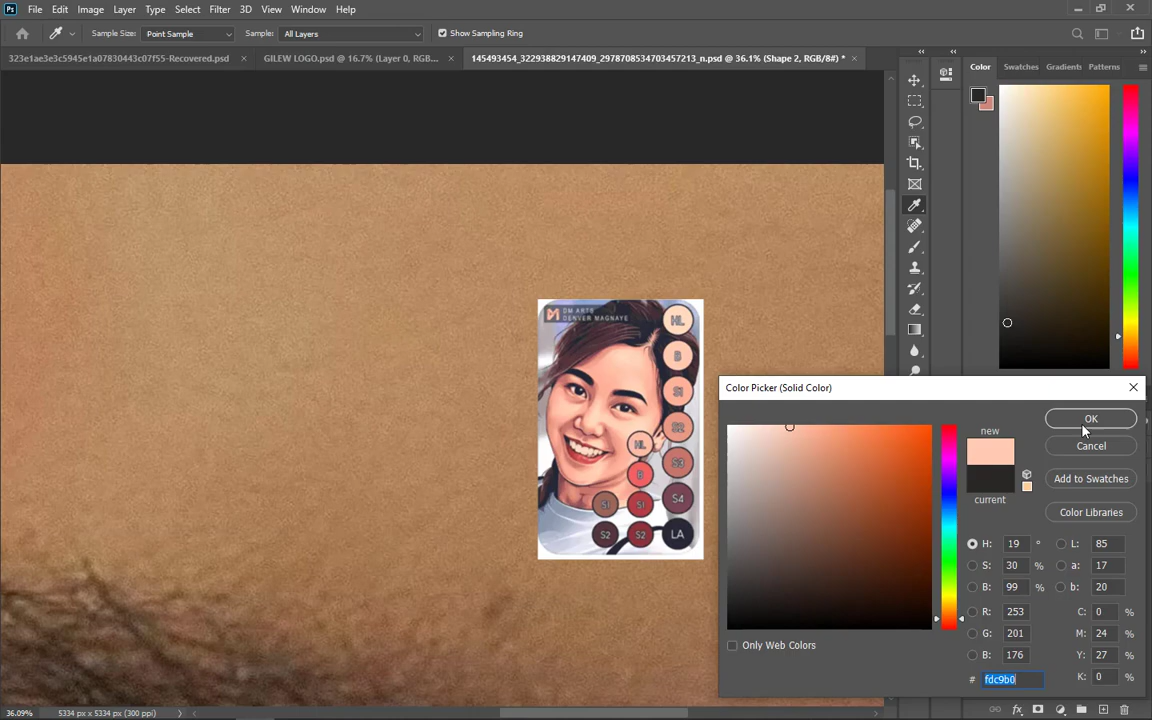 Ps File Edit Image Layer Type Select Filter 3D View Window Help
Sample Size: Point Sample Sample: All Layers Show Sampling Ring
323e1ae3e3c5945e1a07830443c07f55-Recovered.psd × GILEW LOGO.psd @ 16.7% (Layer 0, RGB... × 145493454_322938829147409_2978708534703457213_n.psd @ 36.1% (Shape 2, RGB/8#) * ×
Color Swatches Gradients Patterns
DM ARTS
DENVER MAGNAYE
HL
B
S1
S2
HL
S3
B
S4
S1 S1
S2 S2 LA
Color Picker (Solid Color)
new
current
OK
Cancel
Add to Swatches
Color Libraries
H: 19 ° L: 85
S: 30 % a: 17
B: 99 % b: 20
R: 253 C: 0 %
G: 201 M: 24 %
B: 176 Y: 27 %
# fdc9b0 K: 0 %
Only Web Colors
36.09% 5334 px x 5334 px (300 ppi)